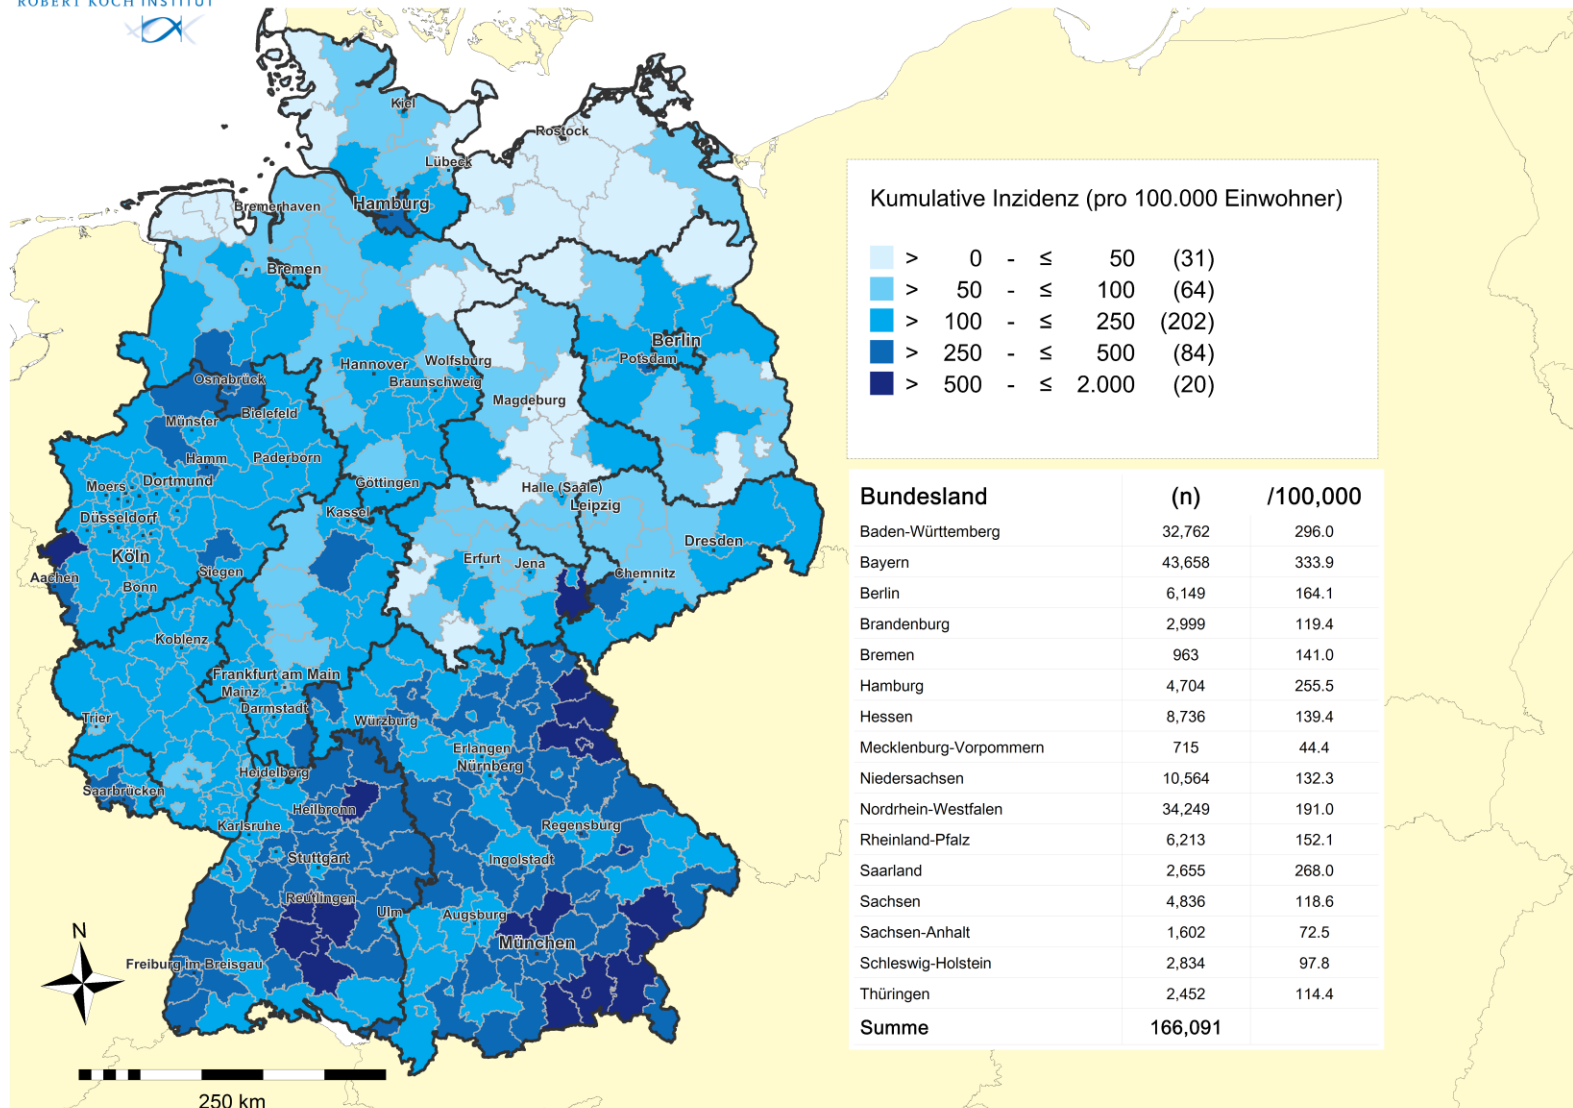 ROBERT KOCH INSTITUT
Kiel
Rostock
Lübeck
Hamburg
Bremerhaven
Bremen
Berlin
Potsdam
Hannover
Wolfsburg
Braunschweig
Osnabrück
Magdeburg
Bielefeld
Münster
Hamm
Paderborn
Göttingen
Halle (Saale)
Leipzig
Moers
Dortmund
Düsseldorf
Kassel
Dresden
Köln
Erfurt
Jena
Chemnitz
Aachen
Siegen
Bonn
Koblenz
Frankfurt am Main
Mainz
Darmstadt
Trier
Würzburg
Erlangen
Nürnberg
Heidelberg
Saarbrücken
Heilbronn
Karlsruhe
Regensburg
Stuttgart
Ingolstadt
Reutlingen
Ulm
Augsburg
München
Freiburg im Breisgau
N
250 km
Kumulative Inzidenz (pro 100.000 Einwohner)
> 0 - ≤ 50 (31)
> 50 - ≤ 100 (64)
> 100 - ≤ 250 (202)
> 250 - ≤ 500 (84)
> 500 - ≤ 2.000 (20)
Bundesland (n) /100,000
Baden-Württemberg 32,762 296.0
Bayern 43,658 333.9
Berlin 6,149 164.1
Brandenburg 2,999 119.4
Bremen 963 141.0
Hamburg 4,704 255.5
Hessen 8,736 139.4
Mecklenburg-Vorpommern 715 44.4
Niedersachsen 10,564 132.3
Nordrhein-Westfalen 34,249 191.0
Rheinland-Pfalz 6,213 152.1
Saarland 2,655 268.0
Sachsen 4,836 118.6
Sachsen-Anhalt 1,602 72.5
Schleswig-Holstein 2,834 97.8
Thüringen 2,452 114.4
Summe 166,091